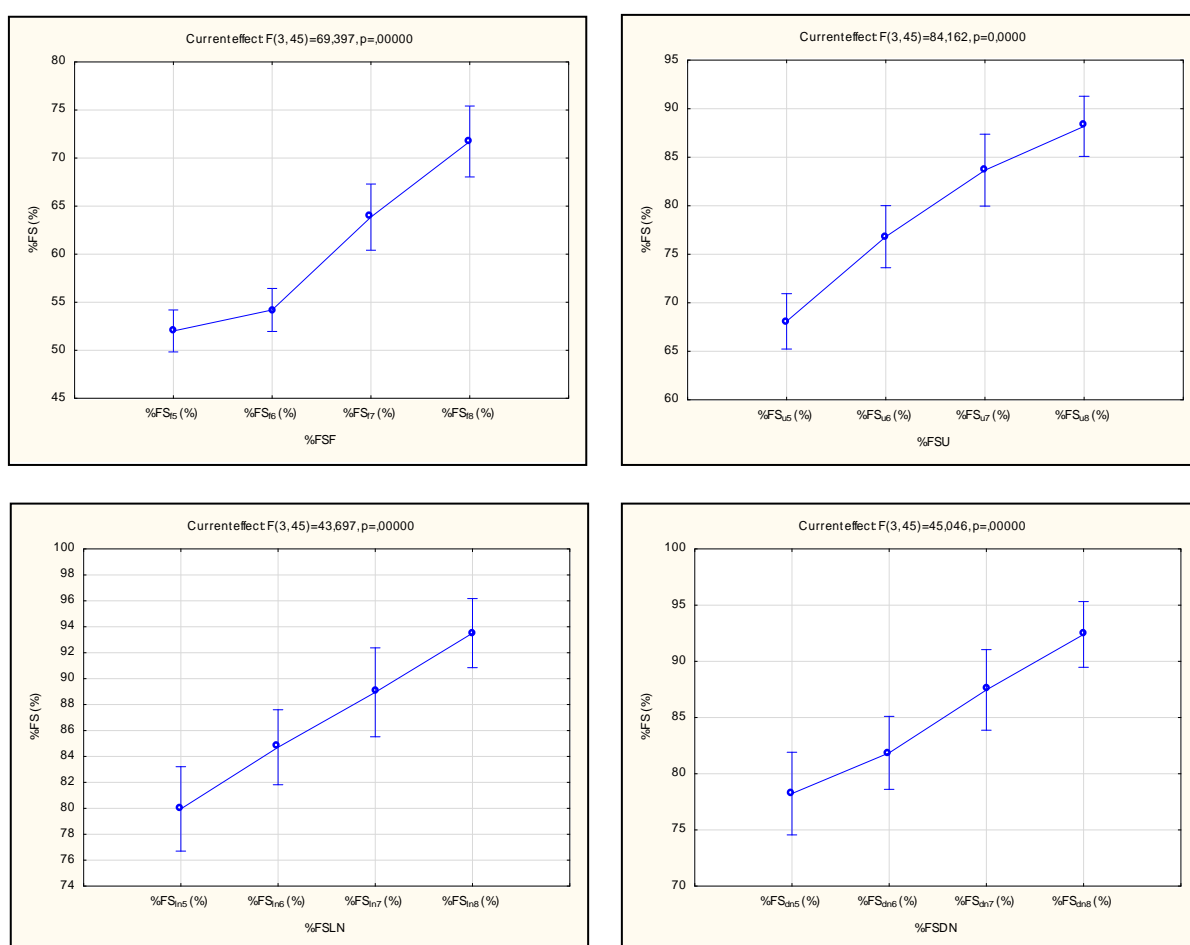 Current effect: F(3, 45)=69,397, p=,00000
80
75
70
65
60
55
50
45
%FS (%)
%FSf5 (%) %FSf6 (%) %FSf7 (%) %FSf8 (%)
%FSF
Current effect: F(3, 45)=84,162, p=0,0000
95
90
85
80
75
70
65
60
%FS (%)
%FSu5 (%) %FSu6 (%) %FSu7 (%) %FSu8 (%)
%FSU
Current effect: F(3, 45)=43,697, p=,00000
100
98
96
94
92
90
88
86
84
82
80
78
76
74
%FS (%)
%FSln5 (%) %FSln6 (%) %FSln7 (%) %FSln8 (%)
%FSLN
Current effect: F(3, 45)=45,046, p=,00000
100
95
90
85
80
75
70
%FS (%)
%FSdn5 (%) %FSdn6 (%) %FSdn7 (%) %FSdn8 (%)
%FSDN